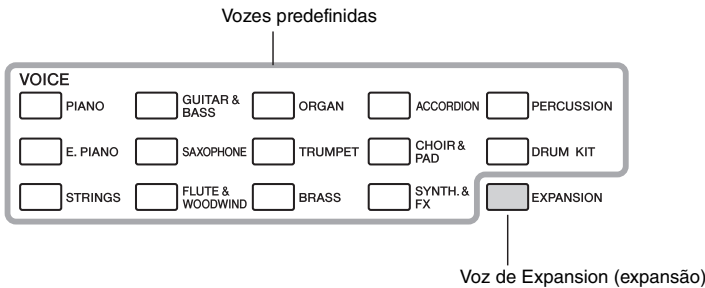 Vozes predefinidas
VOICE
PIANO
GUITAR &
BASS
ORGAN
ACCORDION
PERCUSSION
E. PIANO
SAXOPHONE
TRUMPET
CHOIR &
PAD
DRUM KIT
STRINGS
FLUTE &
WOODWIND
BRASS
SYNTH. &
FX
EXPANSION
Voz de Expansion (expansão)